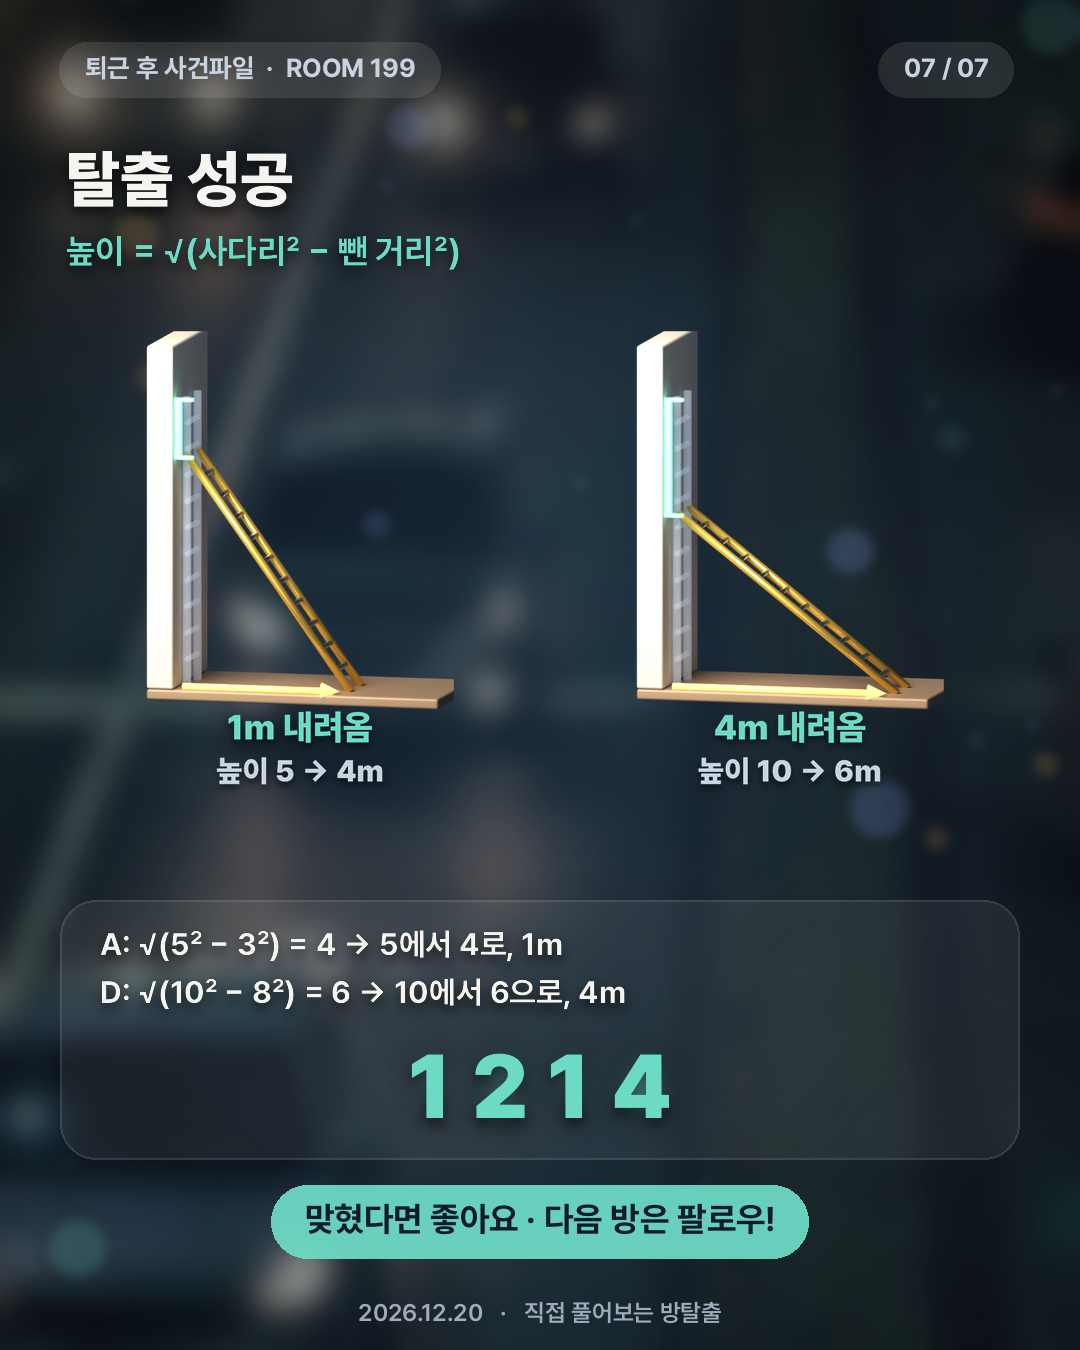 퇴근 후 사건파일 · ROOM 199
07 / 07
탈출 성공
높이 = √(사다리² − 뺀 거리²)
1m 내려옴
높이 5 → 4m
4m 내려옴
높이 10 → 6m
A: √(5² − 3²) = 4 → 5에서 4로, 1m
D: √(10² − 8²) = 6 → 10에서 6으로, 4m
1214
맞혔다면 좋아요 · 다음 방은 팔로우!
2026.12.20 · 직접 풀어보는 방탈출